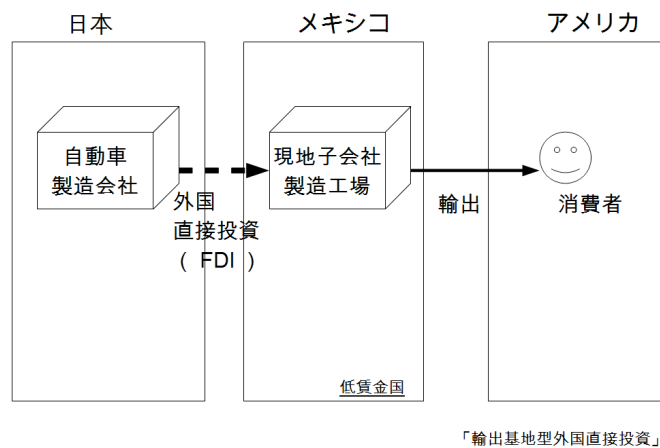 日本
メキシコ
アメリカ
自動車
製造会社
現地子会社
製造工場
外国
直接投資
( FDI )
輸出
消費者
低賃金国
「輸出基地型外国直接投資」